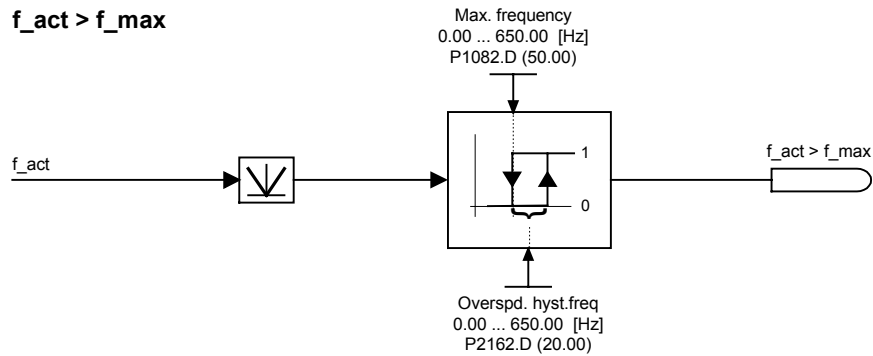 f_act > f_max
Max. frequency
0.00 ... 650.00 [Hz]
P1082.D (50.00)
f_act
1
0
f_act > f_max
Overspd. hyst.freq
0.00 ... 650.00 [Hz]
P2162.D (20.00)